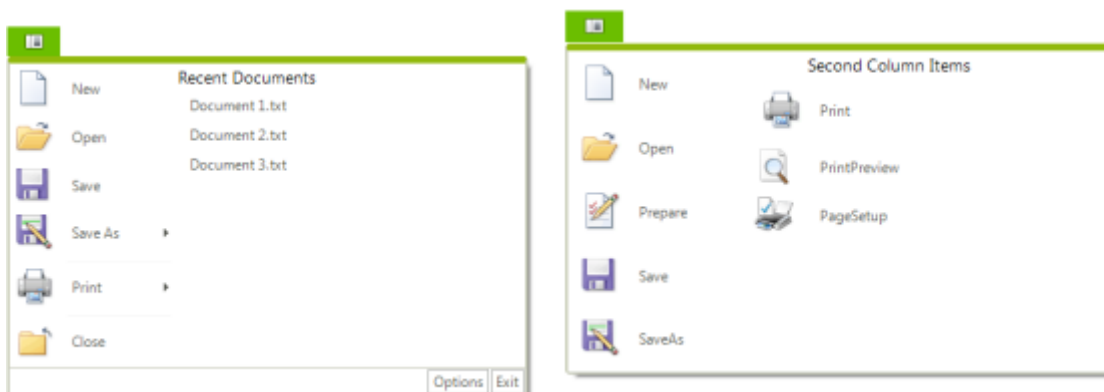 New
Open
Save
Save As
Print
Close
Recent Documents
Document 1.txt
Document 2.txt
Document 3.txt
Options Exit
New
Open
Prepare
Save
SaveAs
Second Column Items
Print
PrintPreview
PageSetup